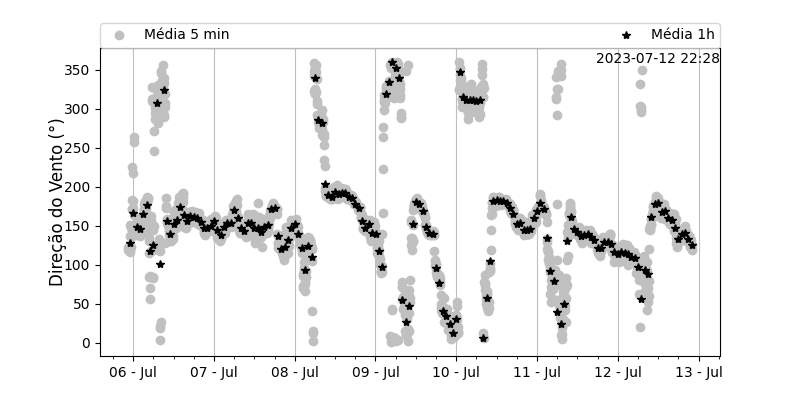 Média 5 min
Média 1h
2023-07-12 22:28
Direção do Vento (°)
350
300
250
200
150
100
50
0
06 - Jul
07 - Jul
08 - Jul
09 - Jul
10 - Jul
11 - Jul
12 - Jul
13 - Jul